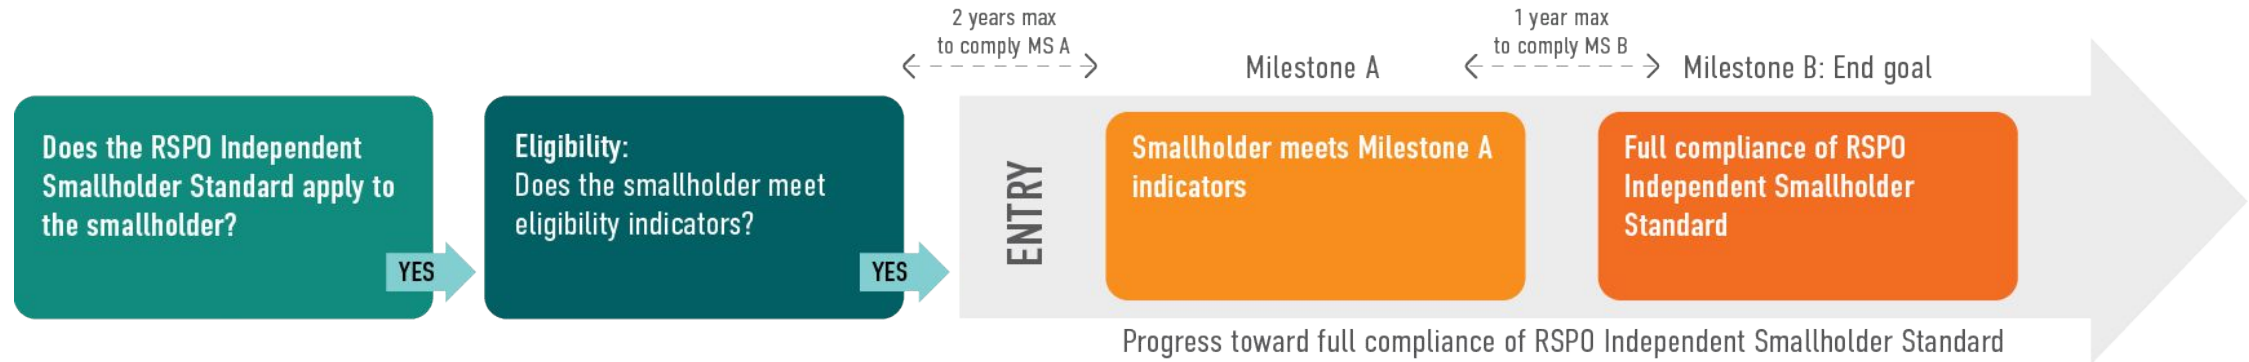 2 years max
to comply MS A
1 year max
to comply MS B
Milestone A
Milestone B: End goal
Does the RSPO Independent
Smallholder Standard apply to
the smallholder?
YES
Eligibility:
Does the smallholder meet
eligibility indicators?
YES
ENTRY
Smallholder meets Milestone A
indicators
Full compliance of RSPO
Independent Smallholder
Standard
Progress toward full compliance of RSPO Independent Smallholder Standard